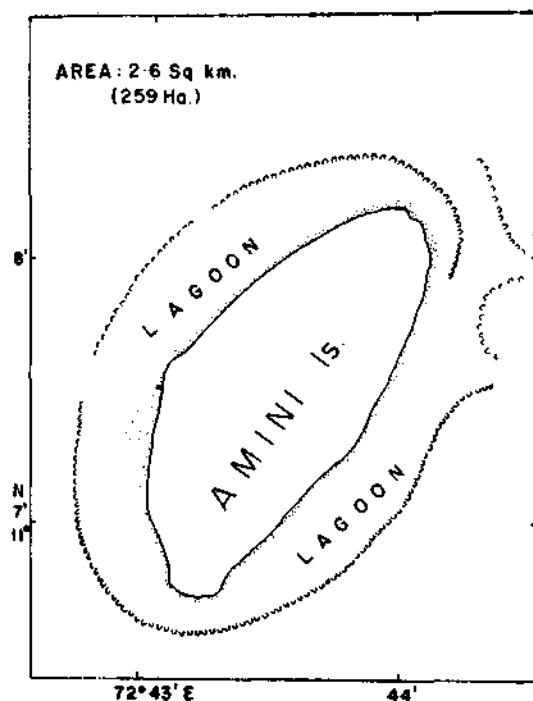 AREA: 2·6 Sq km.
(259 Ha.)
LAGOON
8'
AMINI Is.
LAGOON
N
7'
11°
72°43' E
44'